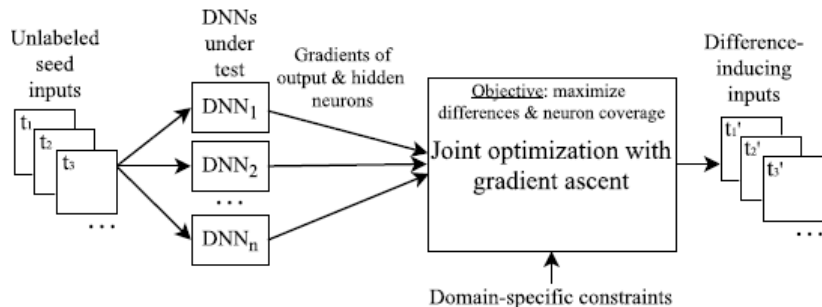 Unlabeled
seed
inputs
t1
t2
t3
...
DNNs
under
test
DNN1
DNN2
...
DNNn
Gradients of
output & hidden
neurons
Objective: maximize
differences & neuron coverage
Joint optimization with
gradient ascent
Domain-specific constraints
Difference-
inducing
inputs
t1'
t2'
t3'
...